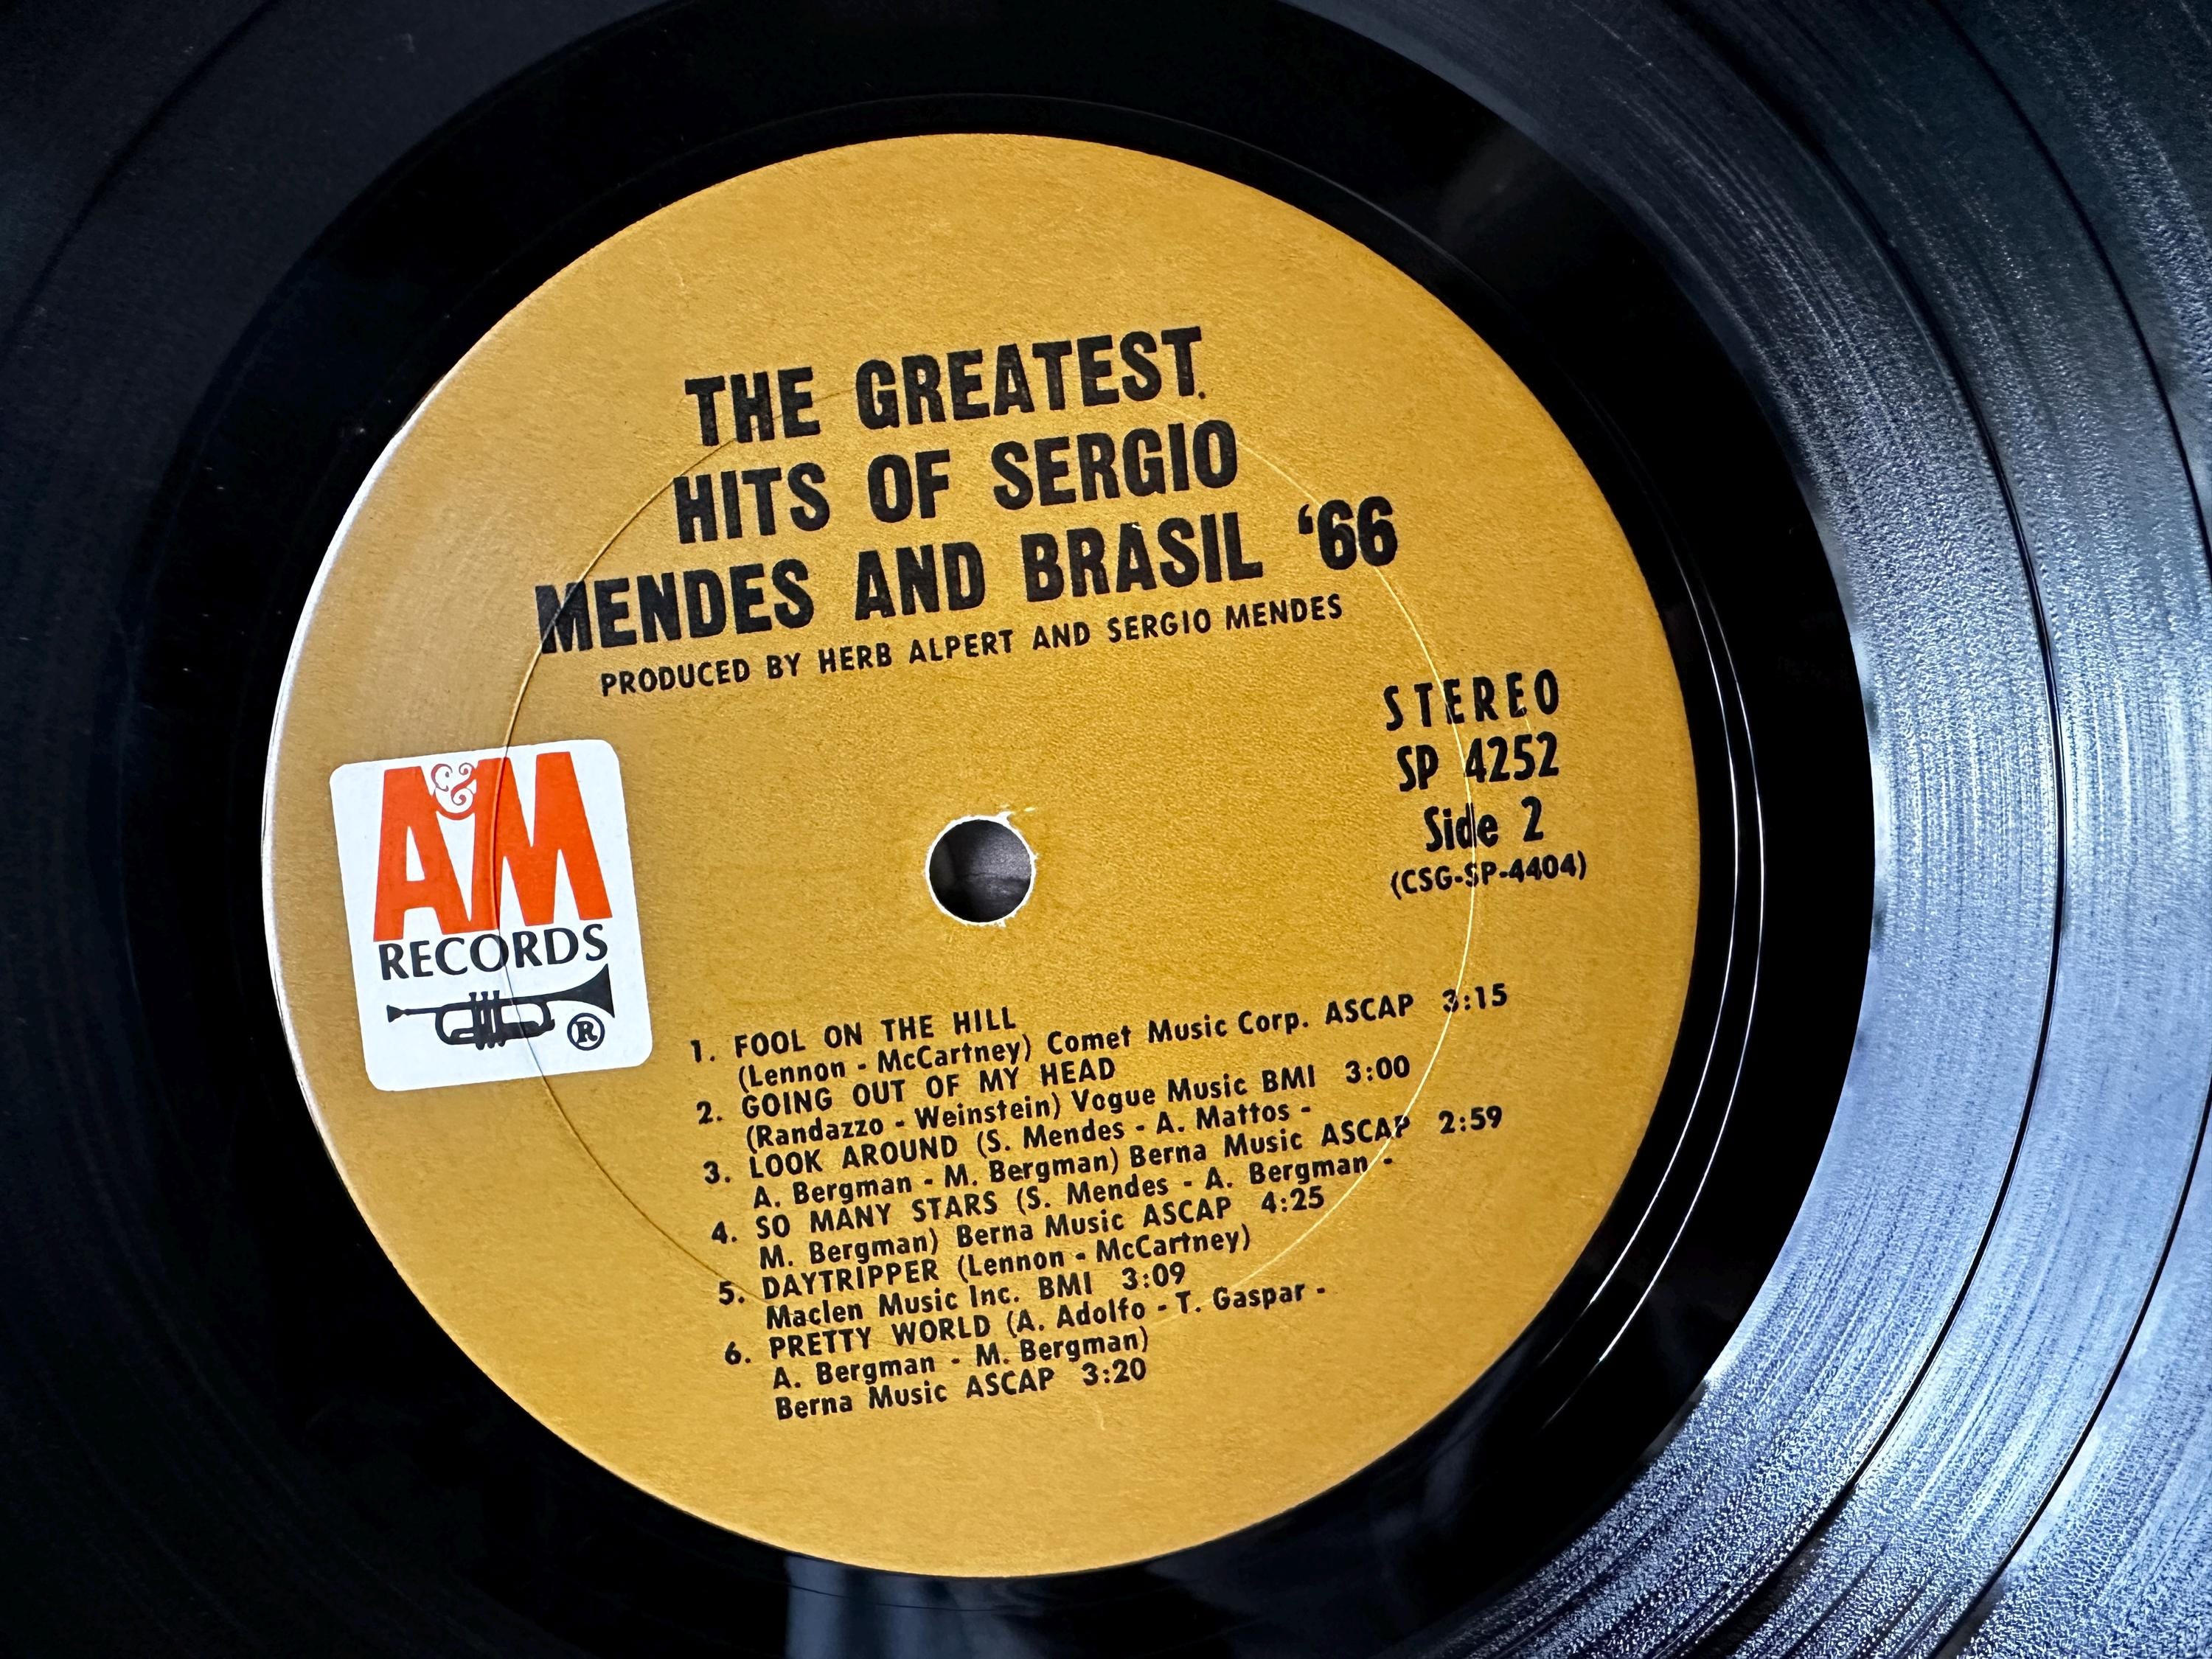 THE GREATEST
HITS OF SERGIO
MENDES AND BRASIL '66
PRODUCED BY HERB ALPERT AND SERGIO MENDES
STEREO
SP 4252
Side 2
(CSG-SP-4404)
A&M
RECORDS
®
1. FOOL ON THE HILL
(Lennon - McCartney) Comet Music Corp. ASCAP 3:15
2. GOING OUT OF MY HEAD
(Randazzo - Weinstein) Vogue Music BMI 3:00
3. LOOK AROUND (S. Mendes - A. Mattos -
A. Bergman - M. Bergman) Berna Music ASCAP 2:59
4. SO MANY STARS (S. Mendes - A. Bergman -
M. Bergman) Berna Music ASCAP 4:25
5. DAYTRIPPER (Lennon - McCartney)
Maclen Music Inc. BMI 3:09
6. PRETTY WORLD (A. Adolfo - T. Gaspar -
A. Bergman - M. Bergman)
Berna Music ASCAP 3:20